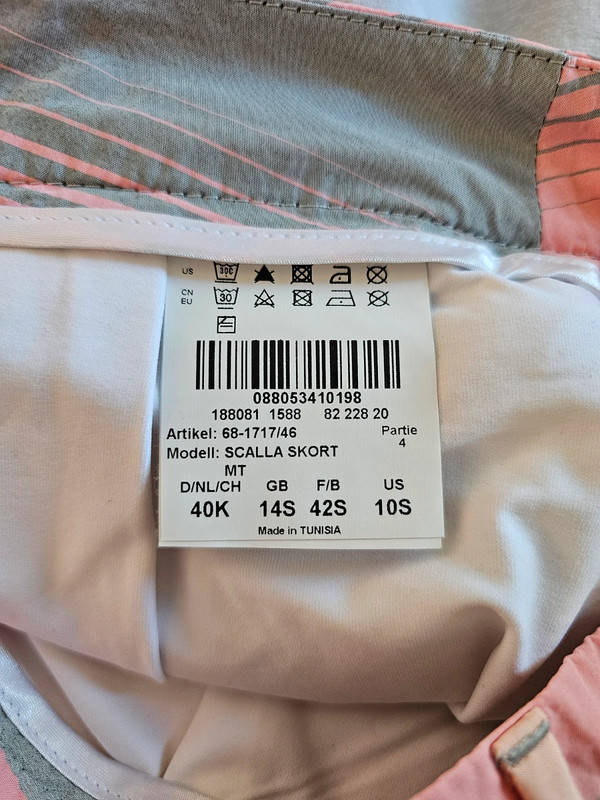 US 30C
CN
EU 30
088053410198
188081 1588 82 228 20
Artikel: 68-1717/46 Partie
4
Modell: SCALLA SKORT
MT
D/NL/CH GB F/B US
40K 14S 42S 10S
Made in TUNISIA